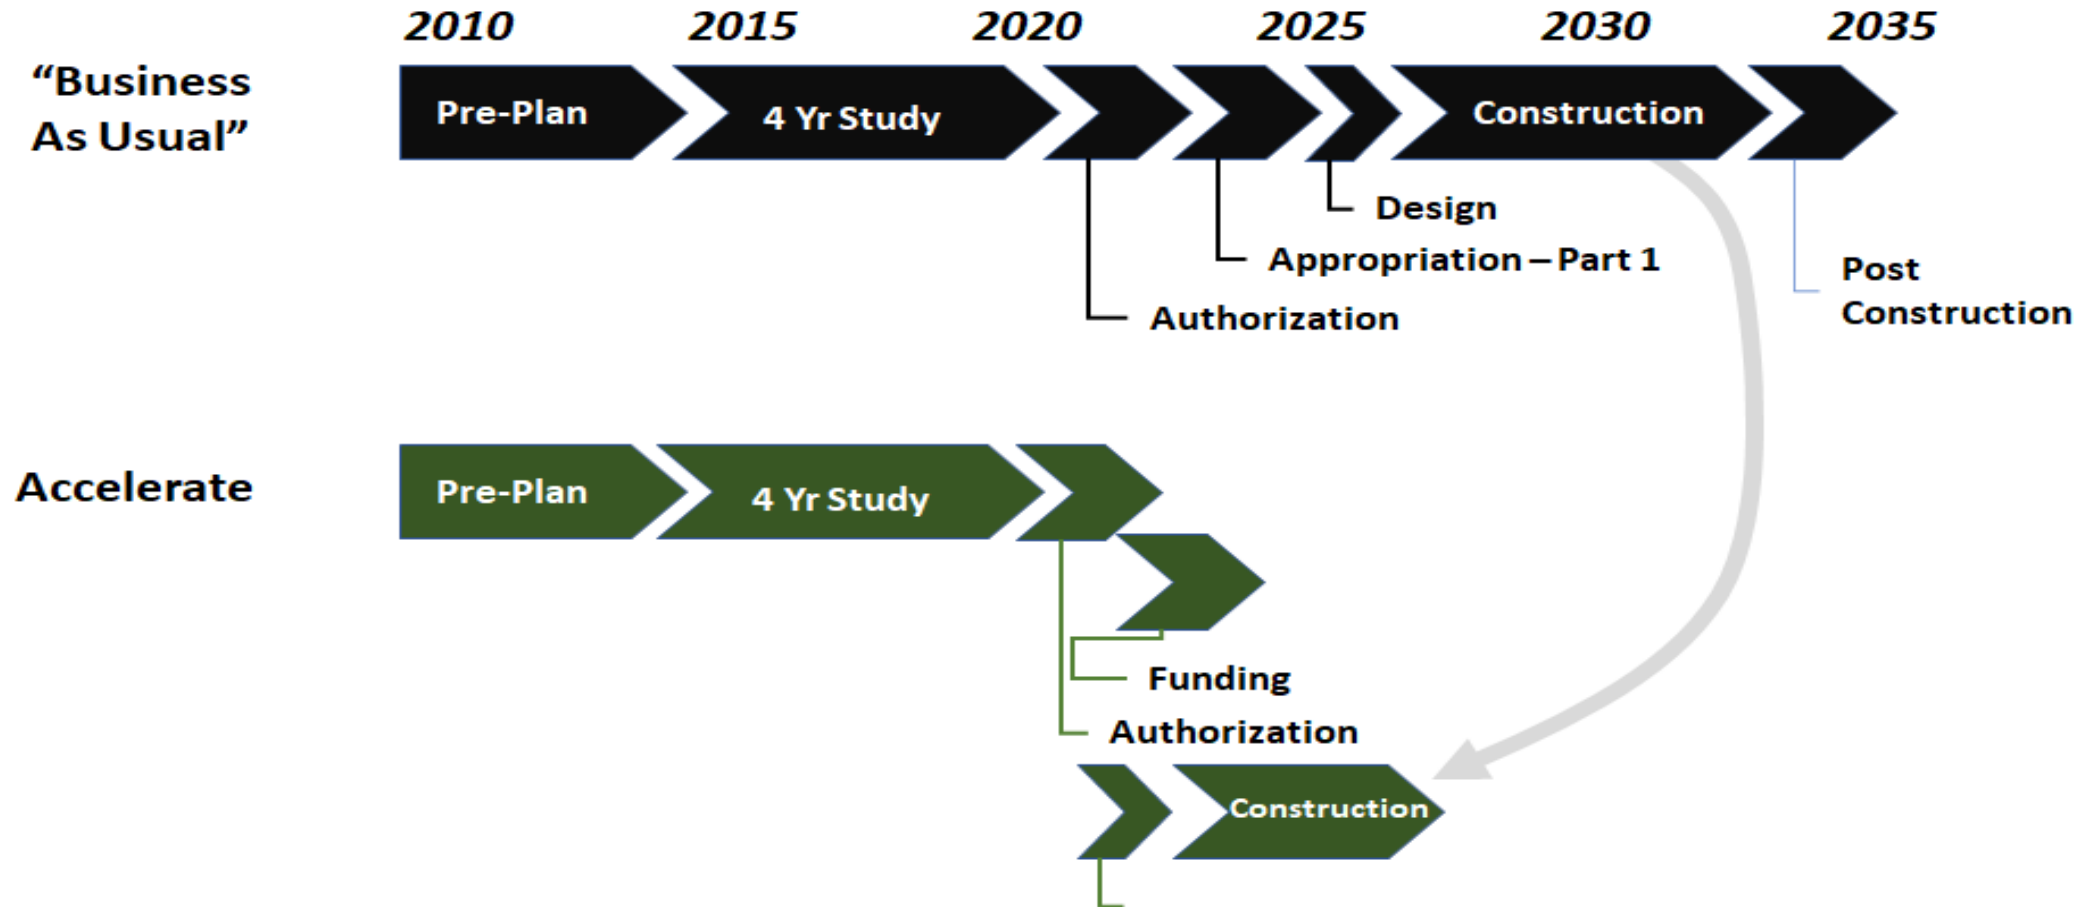 2010 2015 2020 2025 2030 2035
“Business
As Usual”
Pre-Plan
4 Yr Study
Construction
Design
Appropriation – Part 1
Authorization
Post
Construction
Accelerate
Pre-Plan
4 Yr Study
Funding
Authorization
Construction